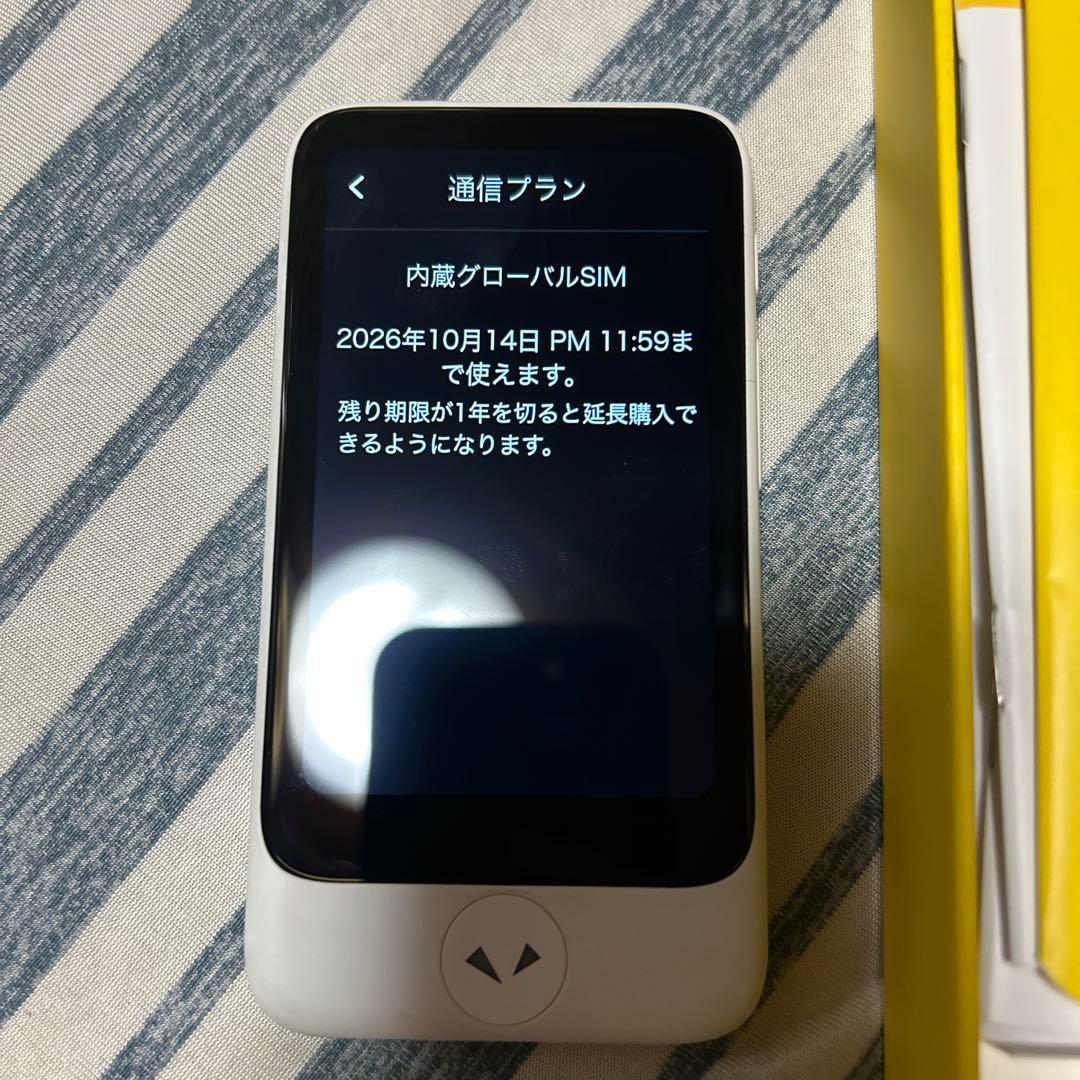 通信プラン
内蔵グローバルSIM
2026年10月14日 PM 11:59ま
で使えます。
残り期限が1年を切ると延長購入で
きるようになります。